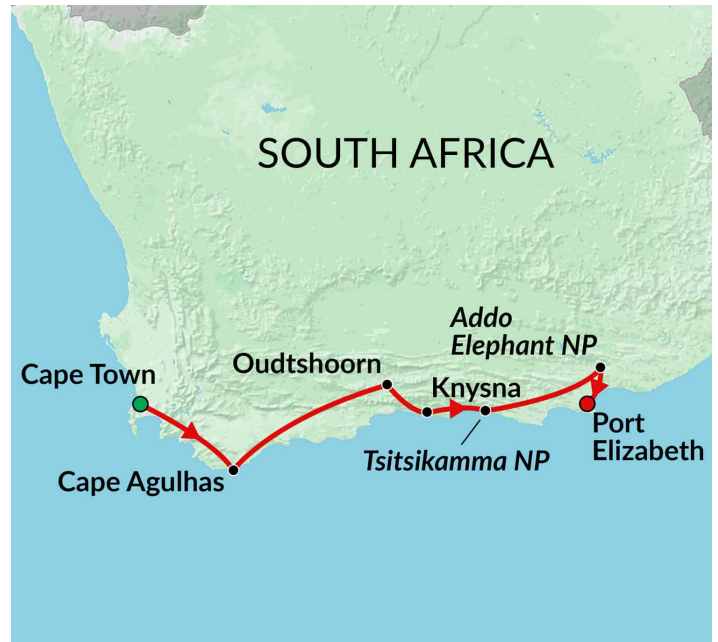 SOUTH AFRICA
Addo
Elephant NP
Oudtshoorn
Cape Town
Knysna
Port
Elizabeth
Tsitsikamma NP
Cape Agulhas